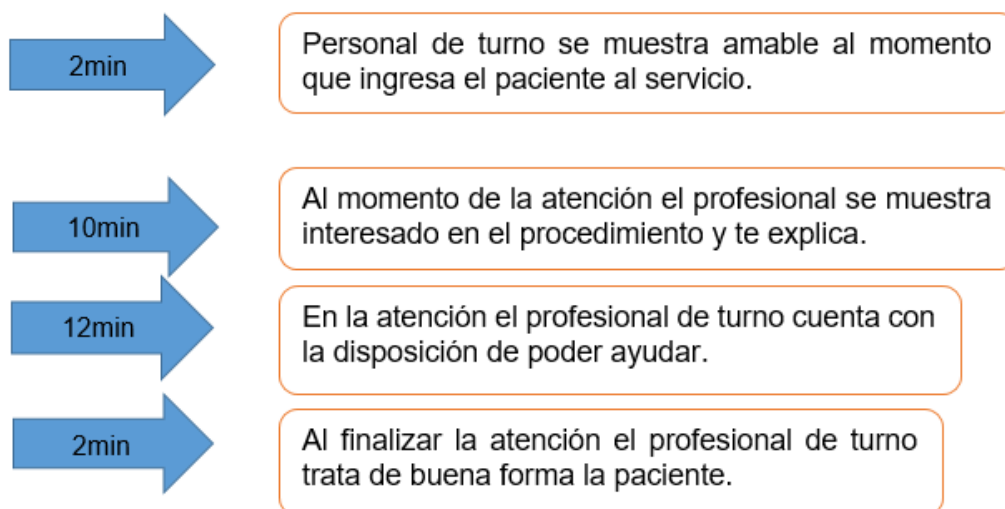 2min
Personal de turno se muestra amable al momento
que ingresa el paciente al servicio.
10min
Al momento de la atención el profesional se muestra
interesado en el procedimiento y te explica.
12min
En la atención el profesional de turno cuenta con
la disposición de poder ayudar.
2min
Al finalizar la atención el profesional de turno
trata de buena forma la paciente.